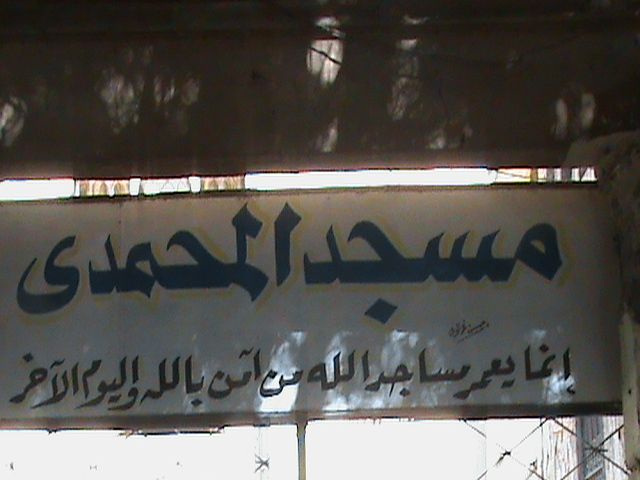 مسجد المحمدى
إنما يعمر مساجد الله من آمن بالله واليوم الآخر